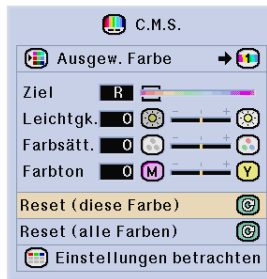 C.M.S.
Ausgew. Farbe
Ziel R
Leichtgk. 0 - +
Farbsätt. 0 - +
Farbton 0 M - + Y
Reset (diese Farbe)
Reset (alle Farben)
Einstellungen betrachten